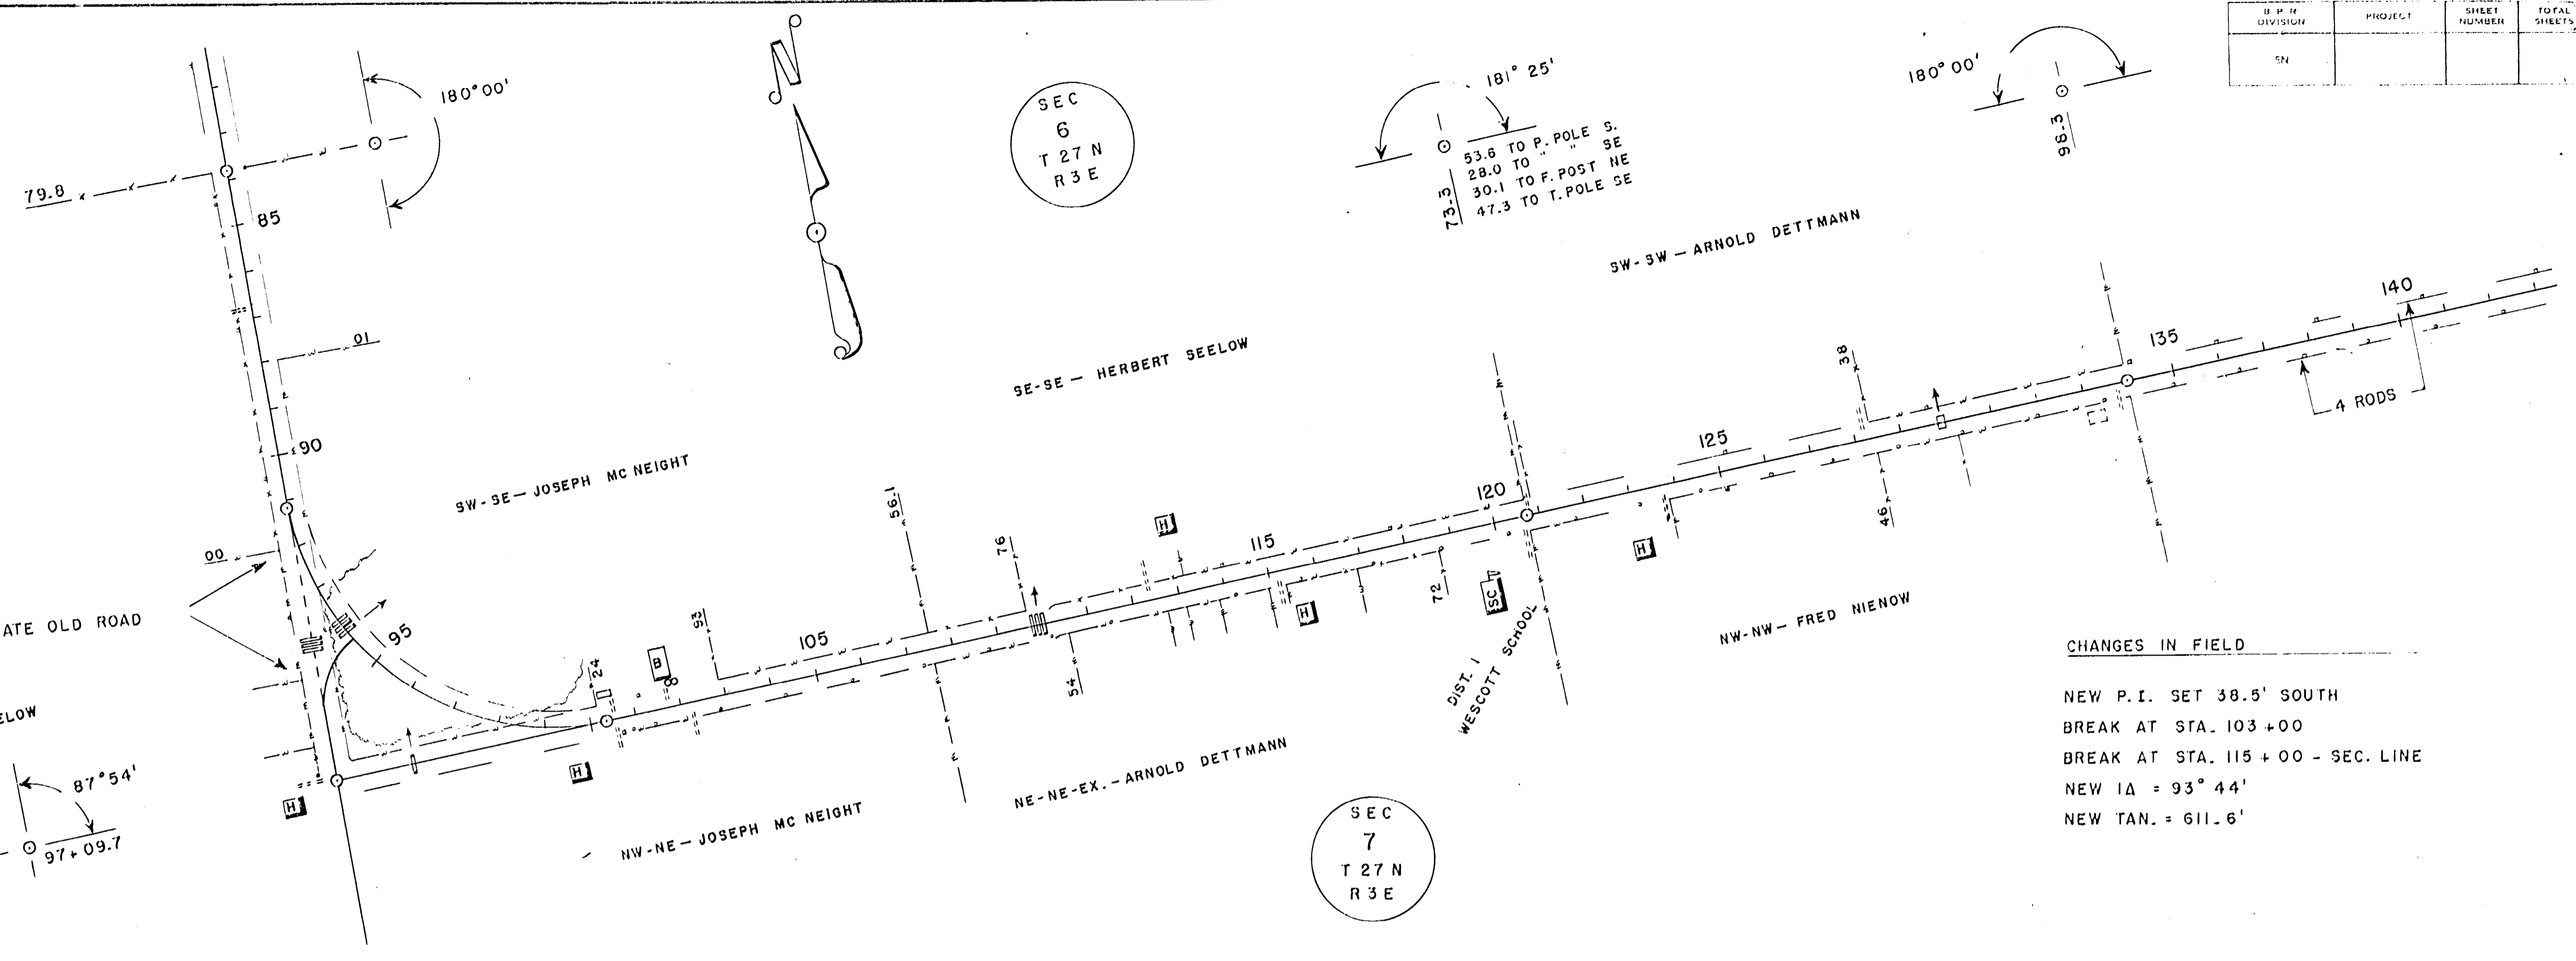 B P R DIVISION
PROJECT
SHEET NUMBER
TOTAL SHEETS
5N
N
180°00'
79.8
85
SEC
6
T 27 N
R 3 E
181° 25'
53.6 TO P. POLE S.
28.0 TO " " SE
30.1 TO F. POST NE
47.3 TO T. POLE SE
73.3
180°00'
98.3
SW-SW — ARNOLD DETTMANN
01
SE-SE — HERBERT SEELOW
38
135
140
4 RODS
90
SW-SE — JOSEPH MC NEIGHT
125
120
56.1
76
H
115
46
00
H
ATE OLD ROAD
95
93
105
H
72
SC
54
B
8
24
DIST. 1
WESCOTT SCHOOL
NW-NW — FRED NIENOW
ELOW
87°54'
97+09.7
H
H
NE-NE-EX. — ARNOLD DETTMANN
NW-NE — JOSEPH MC NEIGHT
SEC
7
T 27 N
R 3 E
CHANGES IN FIELD
NEW P.I. SET 38.5' SOUTH
BREAK AT STA. 103+00
BREAK AT STA. 115+00 - SEC. LINE
NEW IΔ = 93° 44'
NEW TAN. = 611.6'